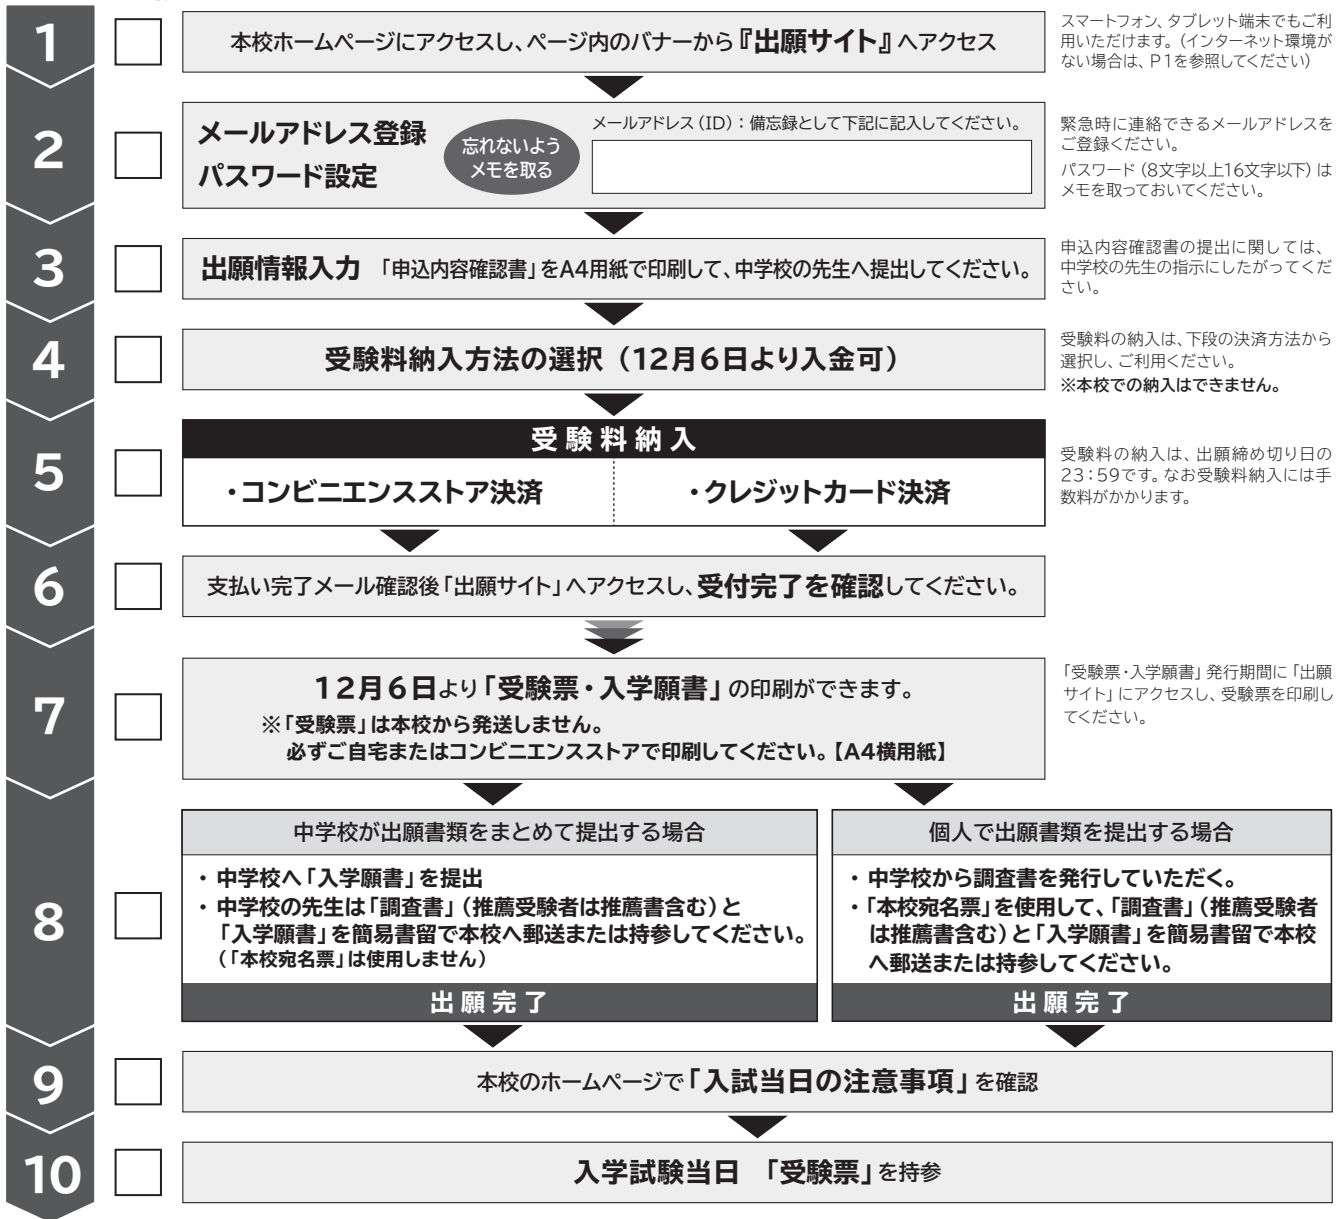 1
本校ホームページにアクセスし、ページ内のバナーから『出願サイト』へアクセス
スマートフォン、タブレット端末でもご利
用いただけます。(インターネット環境が
ない場合は、P1を参照してください)
2
メールアドレス登録
パスワード設定
忘れないよう
メモを取る
メールアドレス(ID):備忘録として下記に記入してください。
緊急時に連絡できるメールアドレスを
ご登録ください。
パスワード(8文字以上16文字以下)は
メモを取っておいてください。
3
出願情報入力 「申込内容確認書」をA4用紙で印刷して、中学校の先生へ提出してください。
申込内容確認書の提出に関しては、
中学校の先生の指示にしたがってくだ
さい。
4
受験料納入方法の選択(12月6日より入金可)
受験料の納入は、下段の決済方法から
選択し、ご利用ください。
※本校での納入はできません。
5
受験料納入
・コンビニエンスストア決済
・クレジットカード決済
受験料の納入は、出願締め切り日の
23:59です。なお受験料納入には手
数料がかかります。
6
支払い完了メール確認後「出願サイト」へアクセスし、受付完了を確認してください。
7
12月6日より「受験票・入学願書」の印刷ができます。
※「受験票」は本校から発送しません。
必ずご自宅またはコンビニエンスストアで印刷してください。【A4横用紙】
「受験票・入学願書」発行期間に「出願
サイト」にアクセスし、受験票を印刷し
てください。
8
中学校が出願書類をまとめて提出する場合
・中学校へ「入学願書」を提出
・中学校の先生は「調査書」(推薦受験者は推薦書含む)と
「入学願書」を簡易書留で本校へ郵送または持参してください。
(「本校宛名票」は使用しません)
出願完了
個人で出願書類を提出する場合
・中学校から調査書を発行していただく。
・「本校宛名票」を使用して、「調査書」(推薦受験者
は推薦書含む)と「入学願書」を簡易書留で本校
へ郵送または持参してください。
出願完了
9
本校のホームページで「入試当日の注意事項」を確認
10
入学試験当日 「受験票」を持参